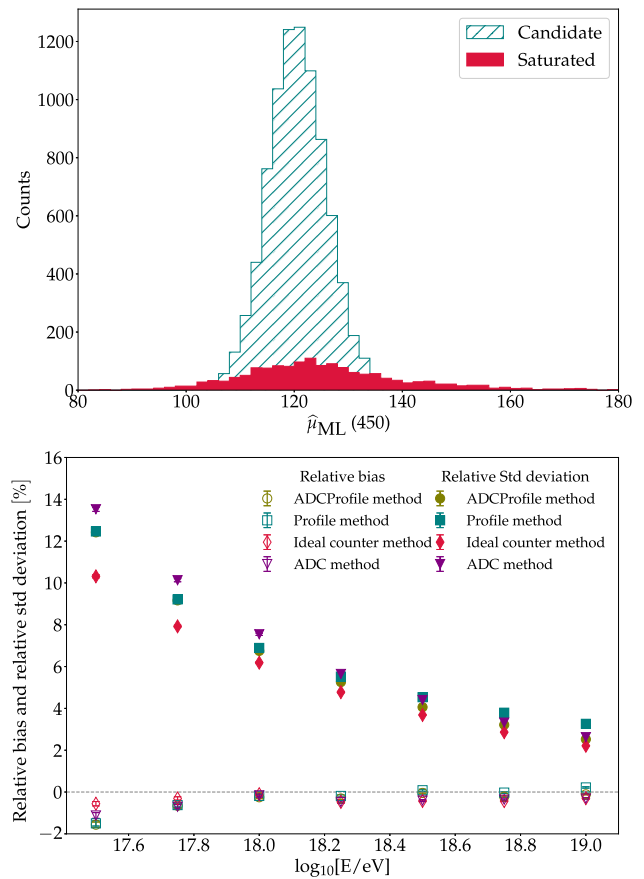 Counts
1200
1000
800
600
400
200
0
Candidate
Saturated
80 100 120 140 160 180
μ̂ML (450)
Relative bias and relative std deviation [%]
16
14
12
10
8
6
4
2
0
−2
Relative bias Relative Std deviation
ADCProfile method ADCProfile method
Profile method Profile method
Ideal counter method Ideal counter method
ADC method ADC method
17.6 17.8 18.0 18.2 18.4 18.6 18.8 19.0
log10[E/eV]